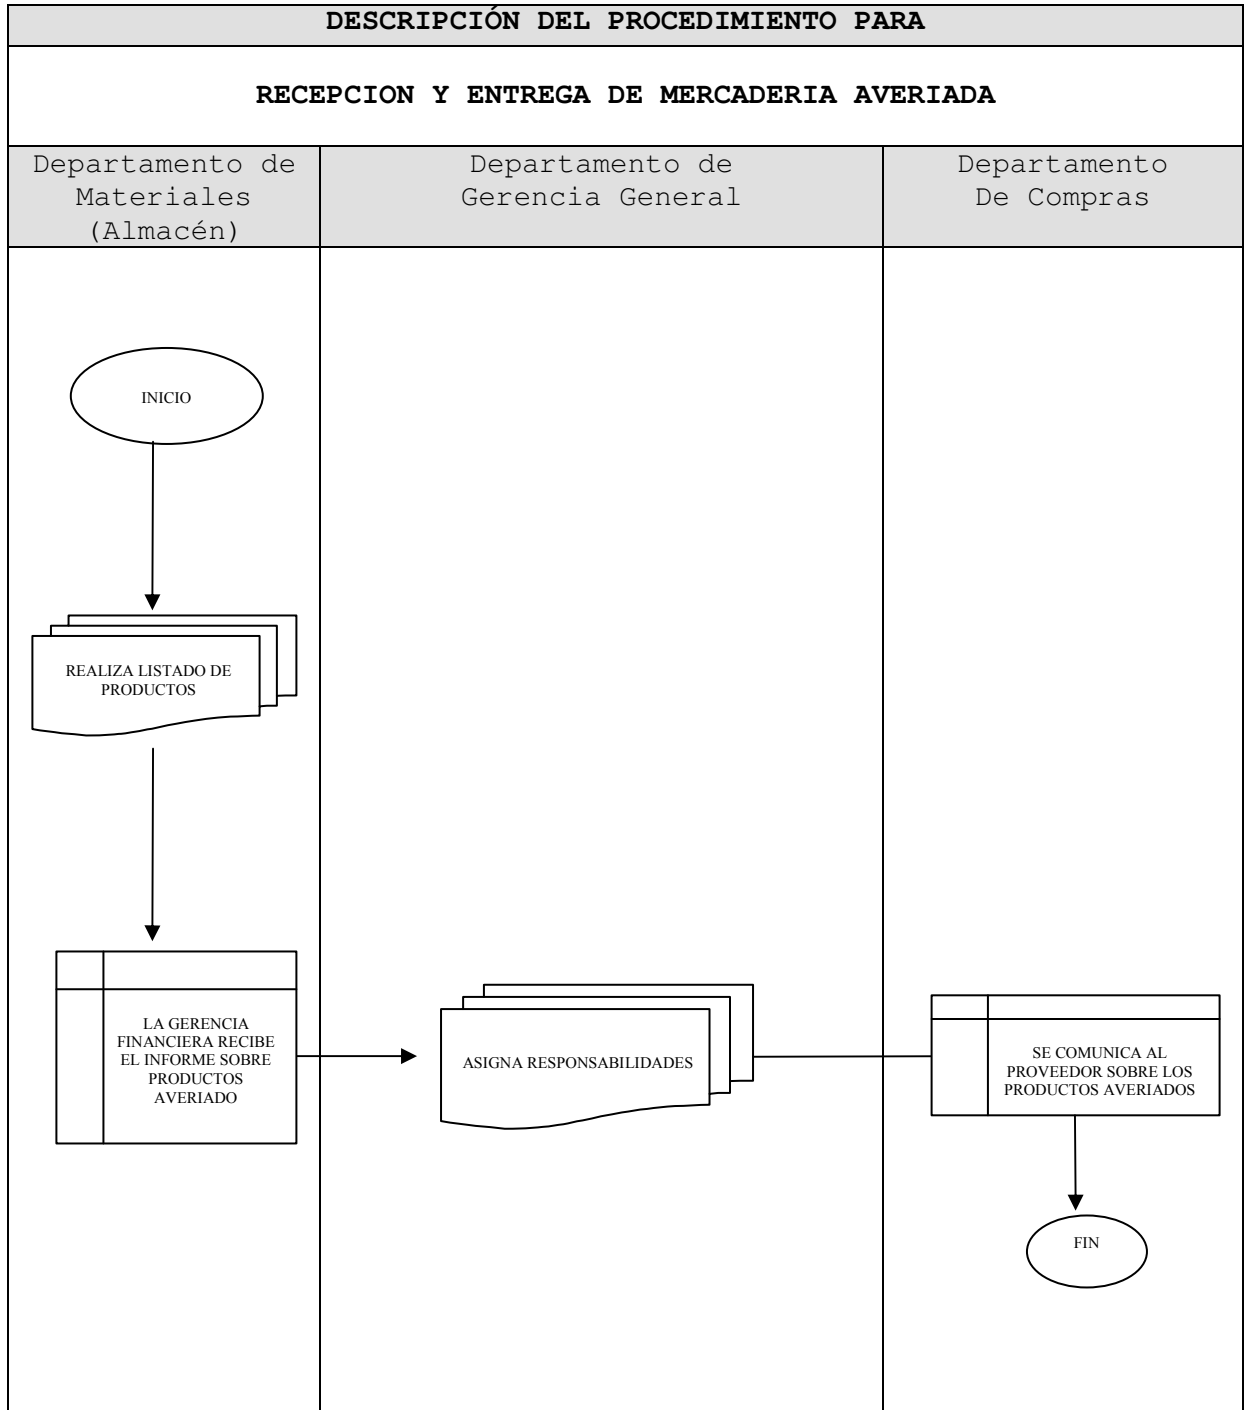 DESCRIPCIÓN DEL PROCEDIMIENTO PARA
RECEPCION Y ENTREGA DE MERCADERIA AVERIADA
Departamento de
Materiales
(Almacén)
Departamento de
Gerencia General
Departamento
De Compras
INICIO
REALIZA LISTADO DE
PRODUCTOS
LA GERENCIA
FINANCIERA RECIBE
EL INFORME SOBRE
PRODUCTOS
AVERIADO
ASIGNA RESPONSABILIDADES
SE COMUNICA AL
PROVEEDOR SOBRE LOS
PRODUCTOS AVERIADOS
FIN